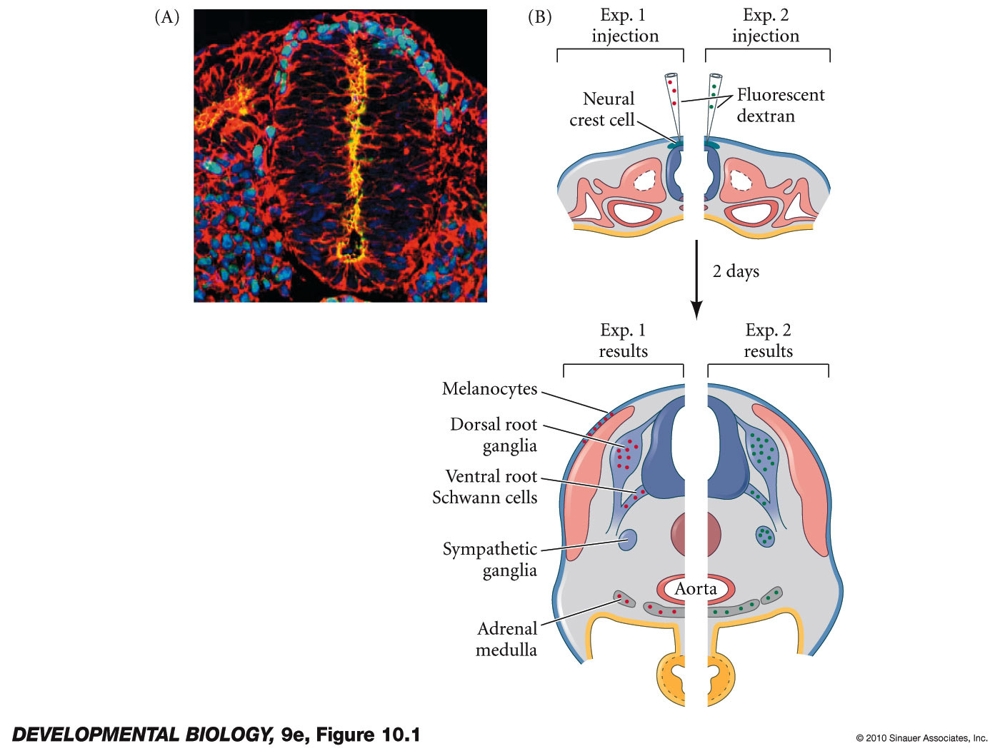 (A)
(B)
Exp. 1
injection
Exp. 2
injection
Neural
crest cell
Fluorescent
dextran
2 days
Exp. 1
results
Exp. 2
results
Melanocytes
Dorsal root
ganglia
Ventral root
Schwann cells
Sympathetic
ganglia
Aorta
Adrenal
medulla
DEVELOPMENTAL BIOLOGY, 9e, Figure 10.1
© 2010 Sinauer Associates, Inc.